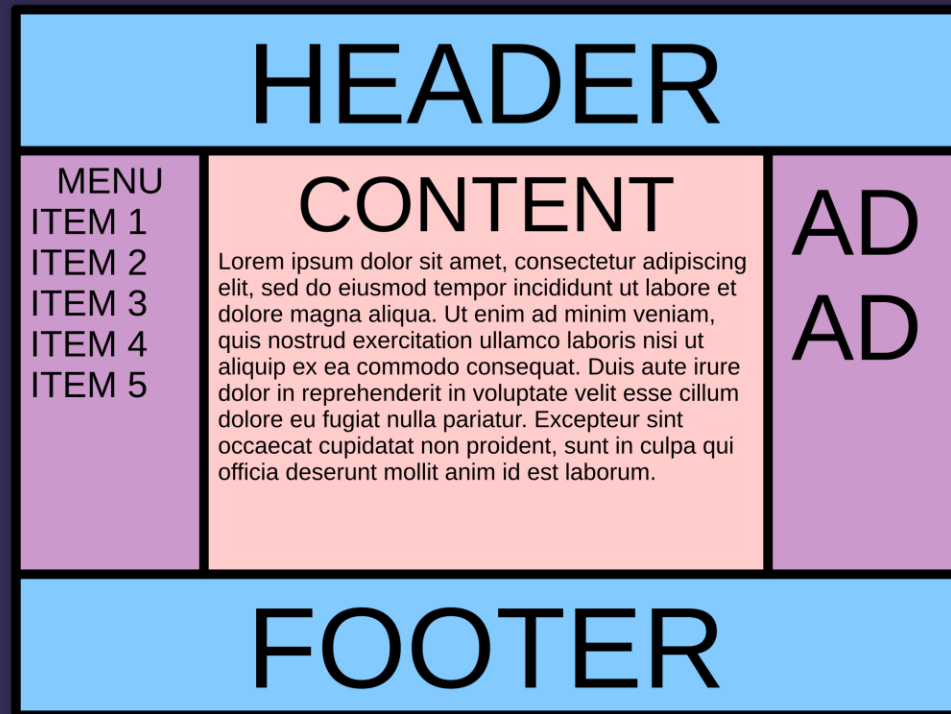 HEADER
MENU
ITEM 1
ITEM 2
ITEM 3
ITEM 4
ITEM 5
CONTENT
Lorem ipsum dolor sit amet, consectetur adipiscing
elit, sed do eiusmod tempor incididunt ut labore et
dolore magna aliqua. Ut enim ad minim veniam,
quis nostrud exercitation ullamco laboris nisi ut
aliquip ex ea commodo consequat. Duis aute irure
dolor in reprehenderit in voluptate velit esse cillum
dolore eu fugiat nulla pariatur. Excepteur sint
occaecat cupidatat non proident, sunt in culpa qui
officia deserunt mollit anim id est laborum.
AD
AD
FOOTER